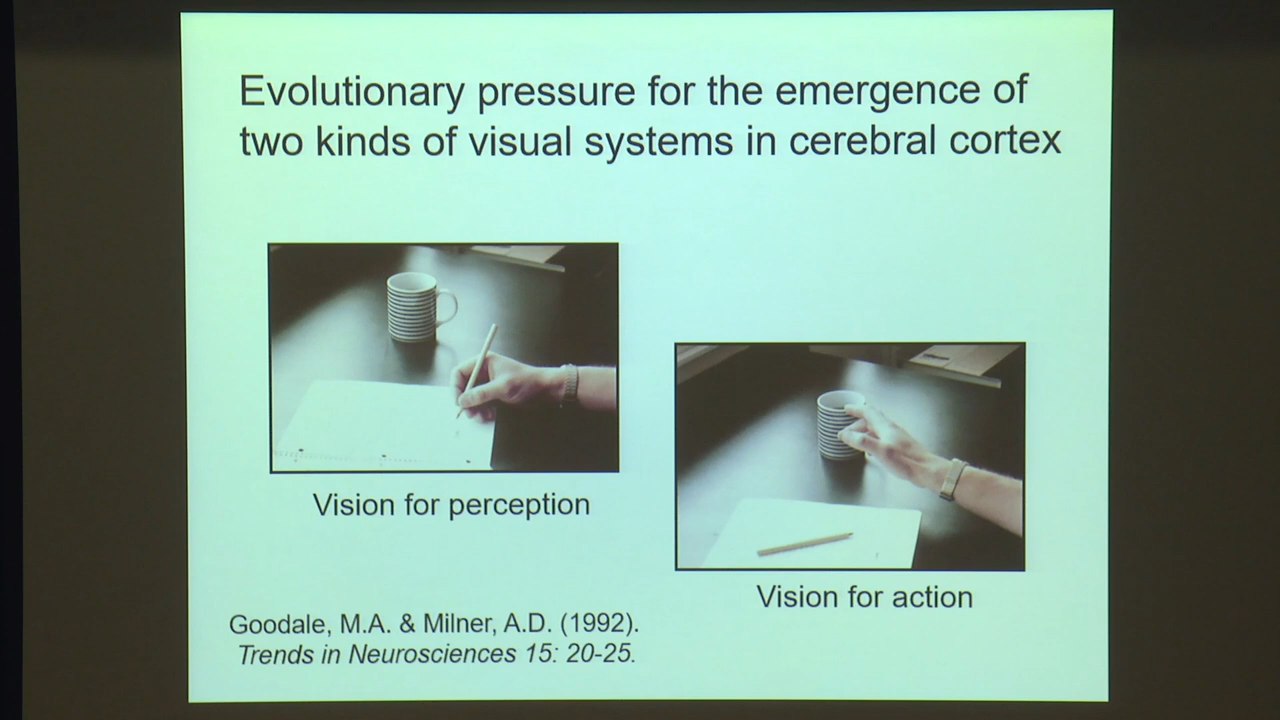 Evolutionary pressure for the emergence of
two kinds of visual systems in cerebral cortex
Vision for perception
Vision for action
Goodale, M.A. & Milner, A.D. (1992).
Trends in Neurosciences 15: 20-25.